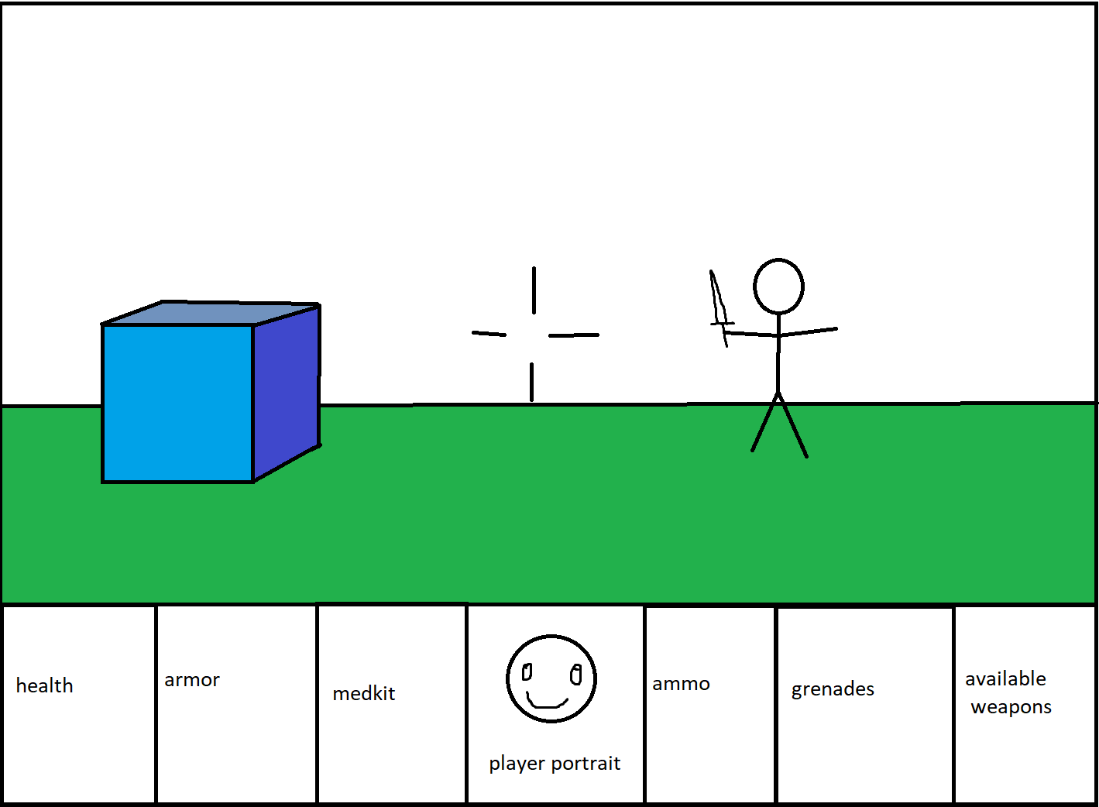 health
armor
medkit
player portrait
ammo
grenades
available
weapons